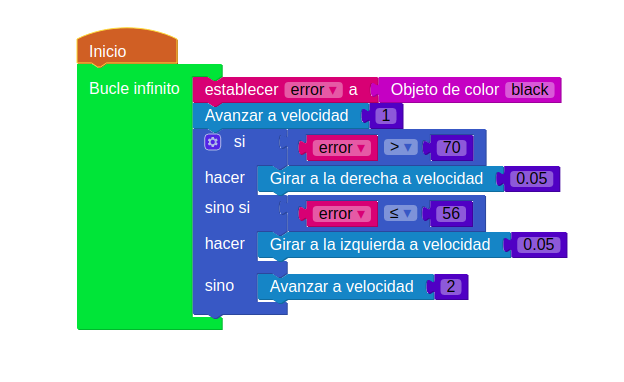 Inicio
Bucle infinito
establecer error ▾ a Objeto de color black
Avanzar a velocidad 1
si error ▾ > ▾ 70
hacer Girar a la derecha a velocidad 0.05
sino si error ▾ ≤ ▾ 56
hacer Girar a la izquierda a velocidad 0.05
sino Avanzar a velocidad 2